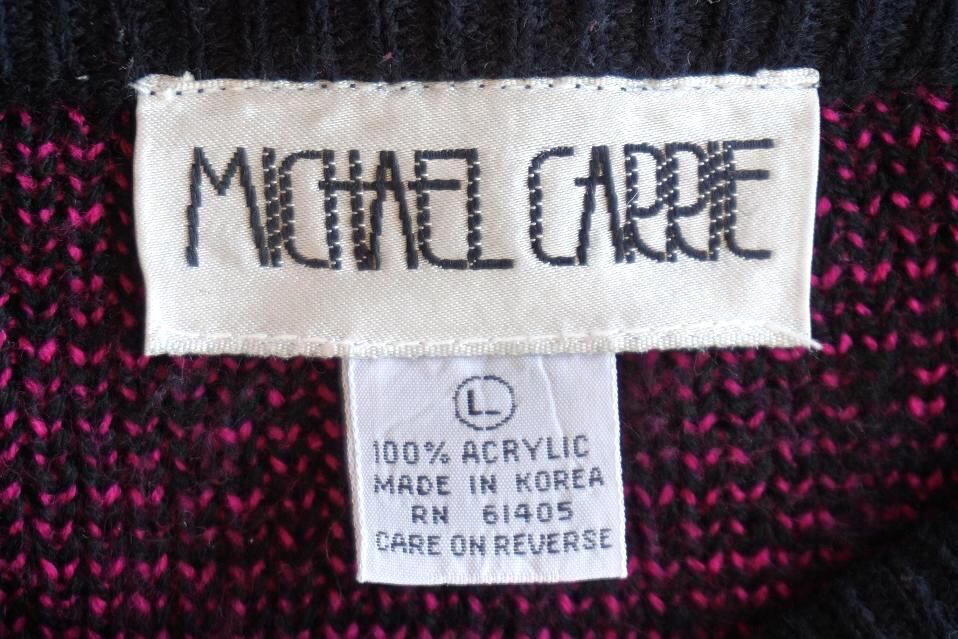 MICHAEL CARRIE
L
100% ACRYLIC
MADE IN KOREA
RN 61405
CARE ON REVERSE